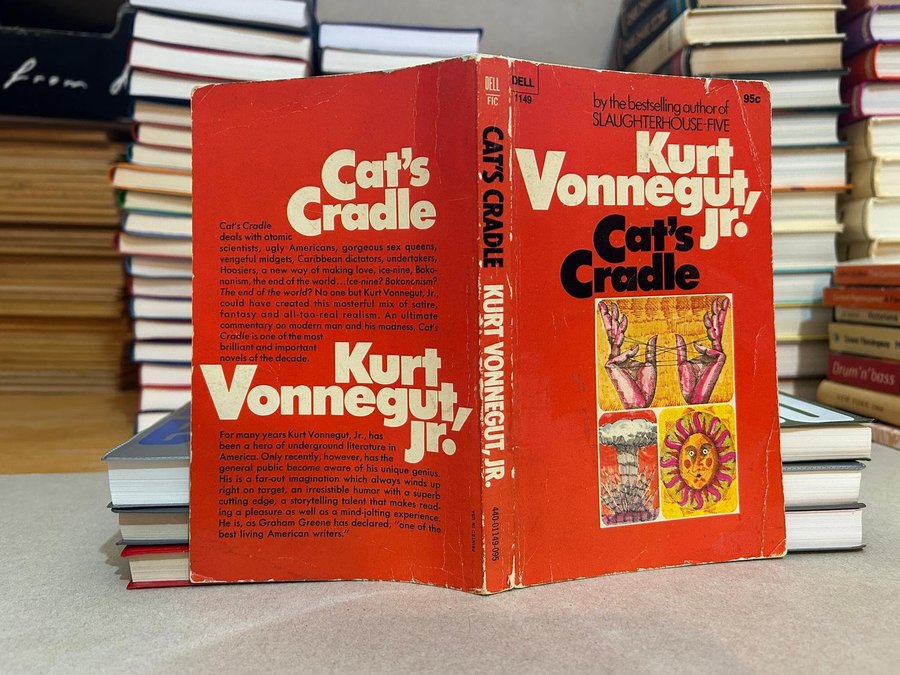 from
Cat's
Cradle
Cat's Cradle
deals with atomic
scientists, ugly Americans, gorgeous sex queens,
vengeful midgets, Caribbean dictators, undertakers,
Hoosiers, a new way of making love, ice-nine, Boko-
nonism, the end of the world...Ice-nine? Bokononism?
The end of the world? No one but Kurt Vonnegut, Jr.,
could have created this masterful mix of satire,
fantasy and all-too-real realism. An ultimate
commentary on modern man and his madness, Cat's
Cradle is one of the most
brilliant and important
novels of the decade.
Kurt
Vonnegut,
Jr.!
For many years Kurt Vonnegut, Jr., has
been a hero of underground literature in
America. Only recently, however, has the
general public become aware of his unique genius.
His is a far-out imagination which always winds up
right on target, an irresistible humor with a superb
cutting edge, a storytelling talent that makes read-
ing a pleasure as well as a mind-jolting experience.
He is, as Graham Greene has declared, "one of the
best living American writers."
PRINTED IN U.S.A.
DELL
FIC
CAT'S CRADLE KURT VONNEGUT, JR.
440-01149-095
DELL
1149
95c
by the bestselling author of
SLAUGHTERHOUSE-FIVE
Kurt
Vonnegut,
Jr.!
Cat's
Cradle
Drum'n'bass